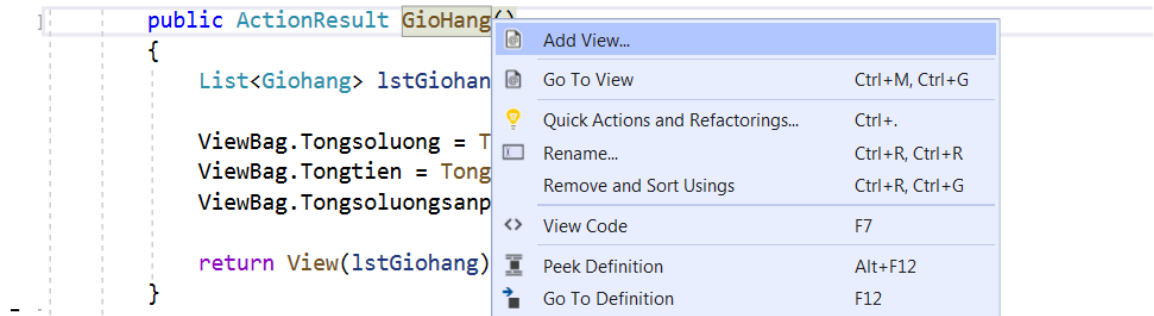 public ActionResult GioHang()
{
List<Giohang> lstGiohan
ViewBag.Tongsoluong = T
ViewBag.Tongtien = Tong
ViewBag.Tongsoluongsanp
return View(lstGiohang)
}
Add View...
Go To View Ctrl+M, Ctrl+G
Quick Actions and Refactorings... Ctrl+.
Rename... Ctrl+R, Ctrl+R
Remove and Sort Usings Ctrl+R, Ctrl+G
View Code F7
Peek Definition Alt+F12
Go To Definition F12